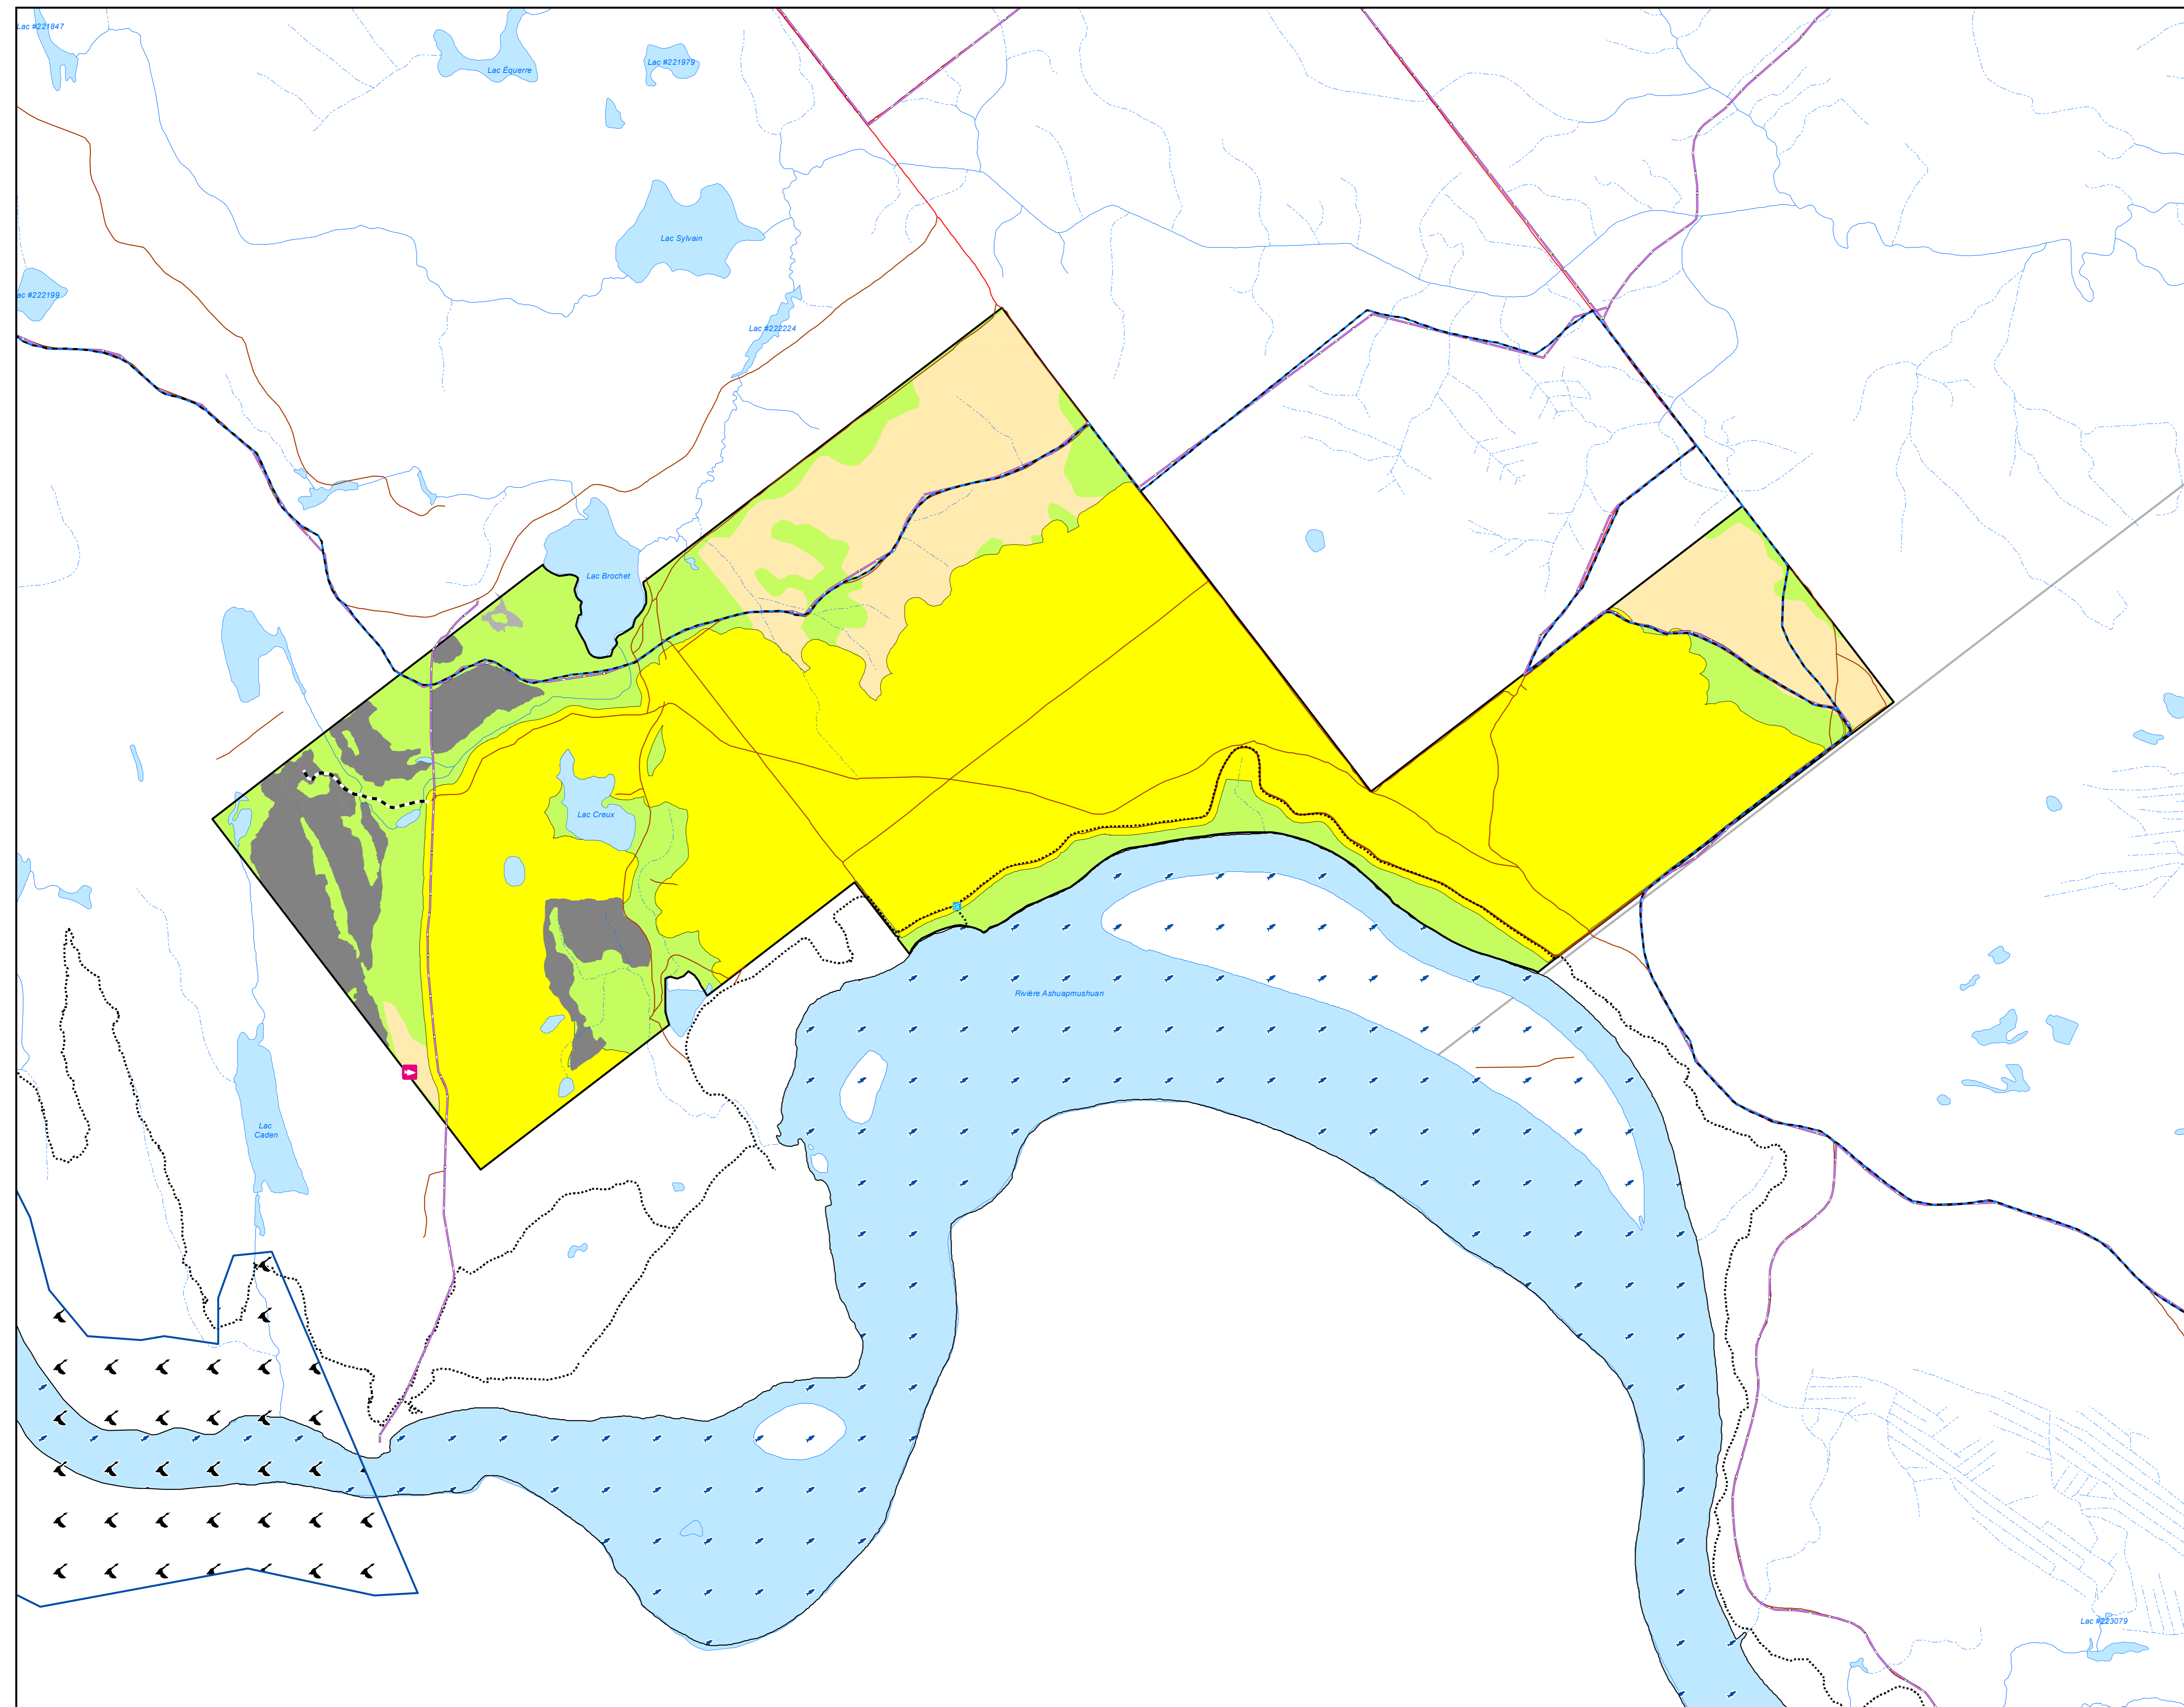 Lac #221847
Lac Équerre
Lac #221979
Lac Sylvain
ac #222199
Lac #222224
Lac Brochet
Lac Creux
Rivière Ashuapmushuan
Lac
Caden
Lac #223079